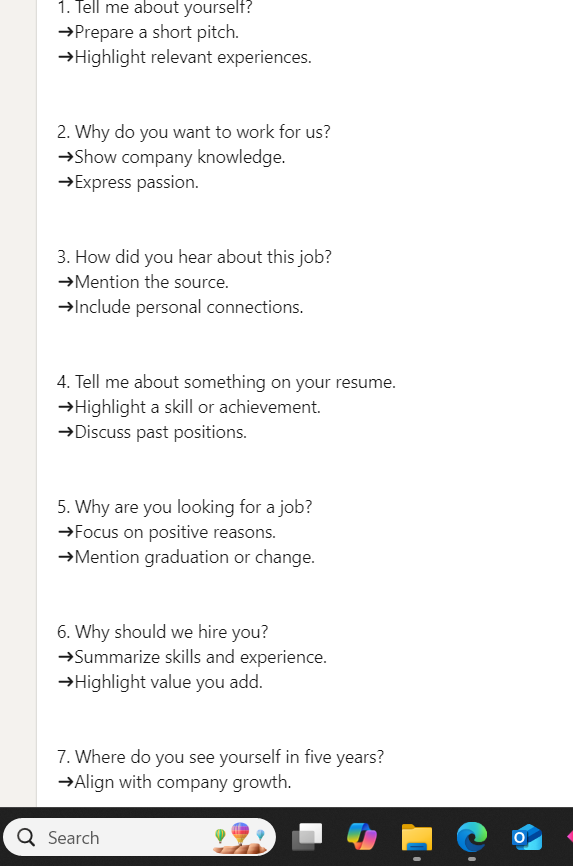 1. Tell me about yourself?
➔Prepare a short pitch.
➔Highlight relevant experiences.
2. Why do you want to work for us?
➔Show company knowledge.
➔Express passion.
3. How did you hear about this job?
➔Mention the source.
➔Include personal connections.
4. Tell me about something on your resume.
➔Highlight a skill or achievement.
➔Discuss past positions.
5. Why are you looking for a job?
➔Focus on positive reasons.
➔Mention graduation or change.
6. Why should we hire you?
➔Summarize skills and experience.
➔Highlight value you add.
7. Where do you see yourself in five years?
➔Align with company growth.
Search